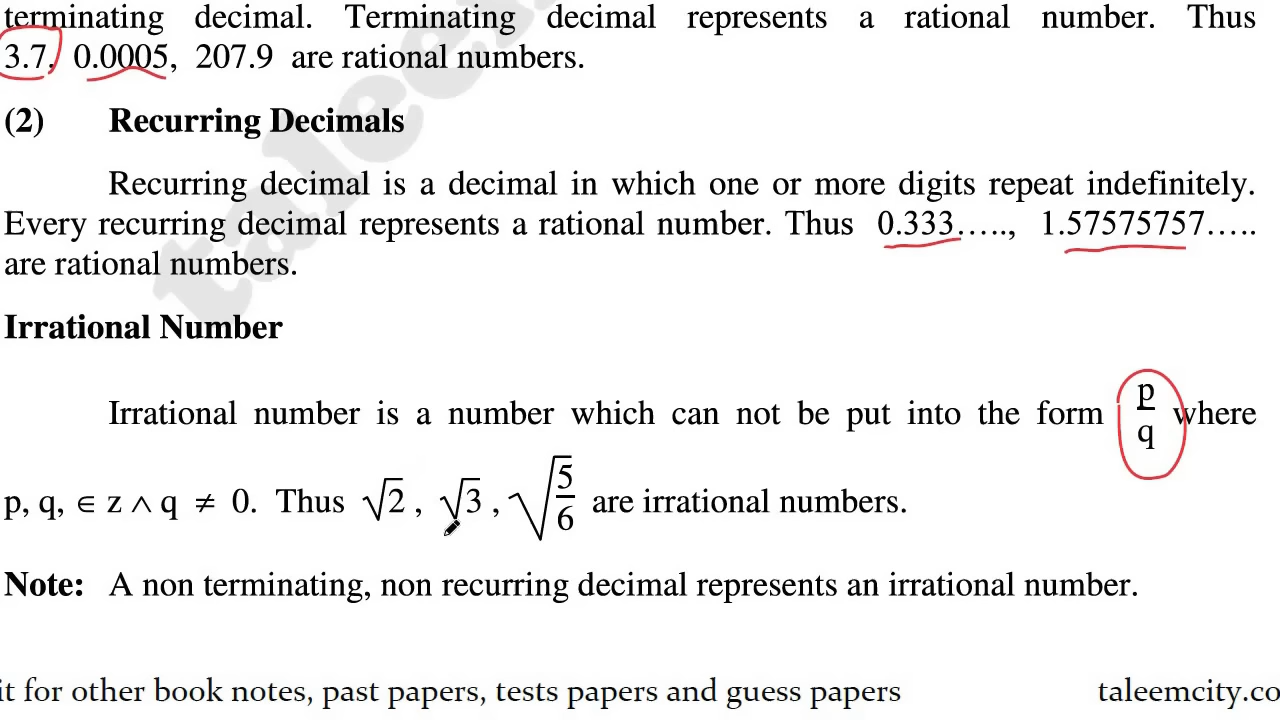 terminating decimal. Terminating decimal represents a rational number. Thus
3.7. 0.0005, 207.9 are rational numbers.
(2) Recurring Decimals
Recurring decimal is a decimal in which one or more digits repeat indefinitely.
Every recurring decimal represents a rational number. Thus 0.333....., 1.57575757.....
are rational numbers.
Irrational Number
Irrational number is a number which can not be put into the form p/q where
p, q, ∈ z ∧ q ≠ 0. Thus √2 , √3 , √5/6 are irrational numbers.
Note: A non terminating, non recurring decimal represents an irrational number.
it for other book notes, past papers, tests papers and guess papers taleemcity.co
talee